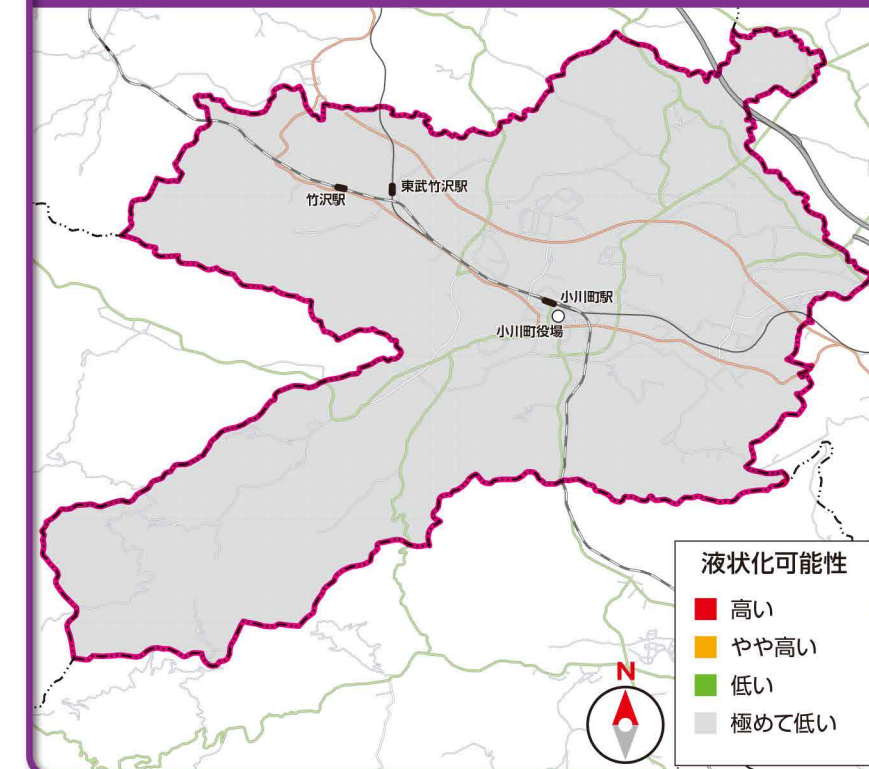 東武竹沢駅
竹沢駅
小川町駅
小川町役場
液状化可能性
高い
やや高い
低い
極めて低い
N